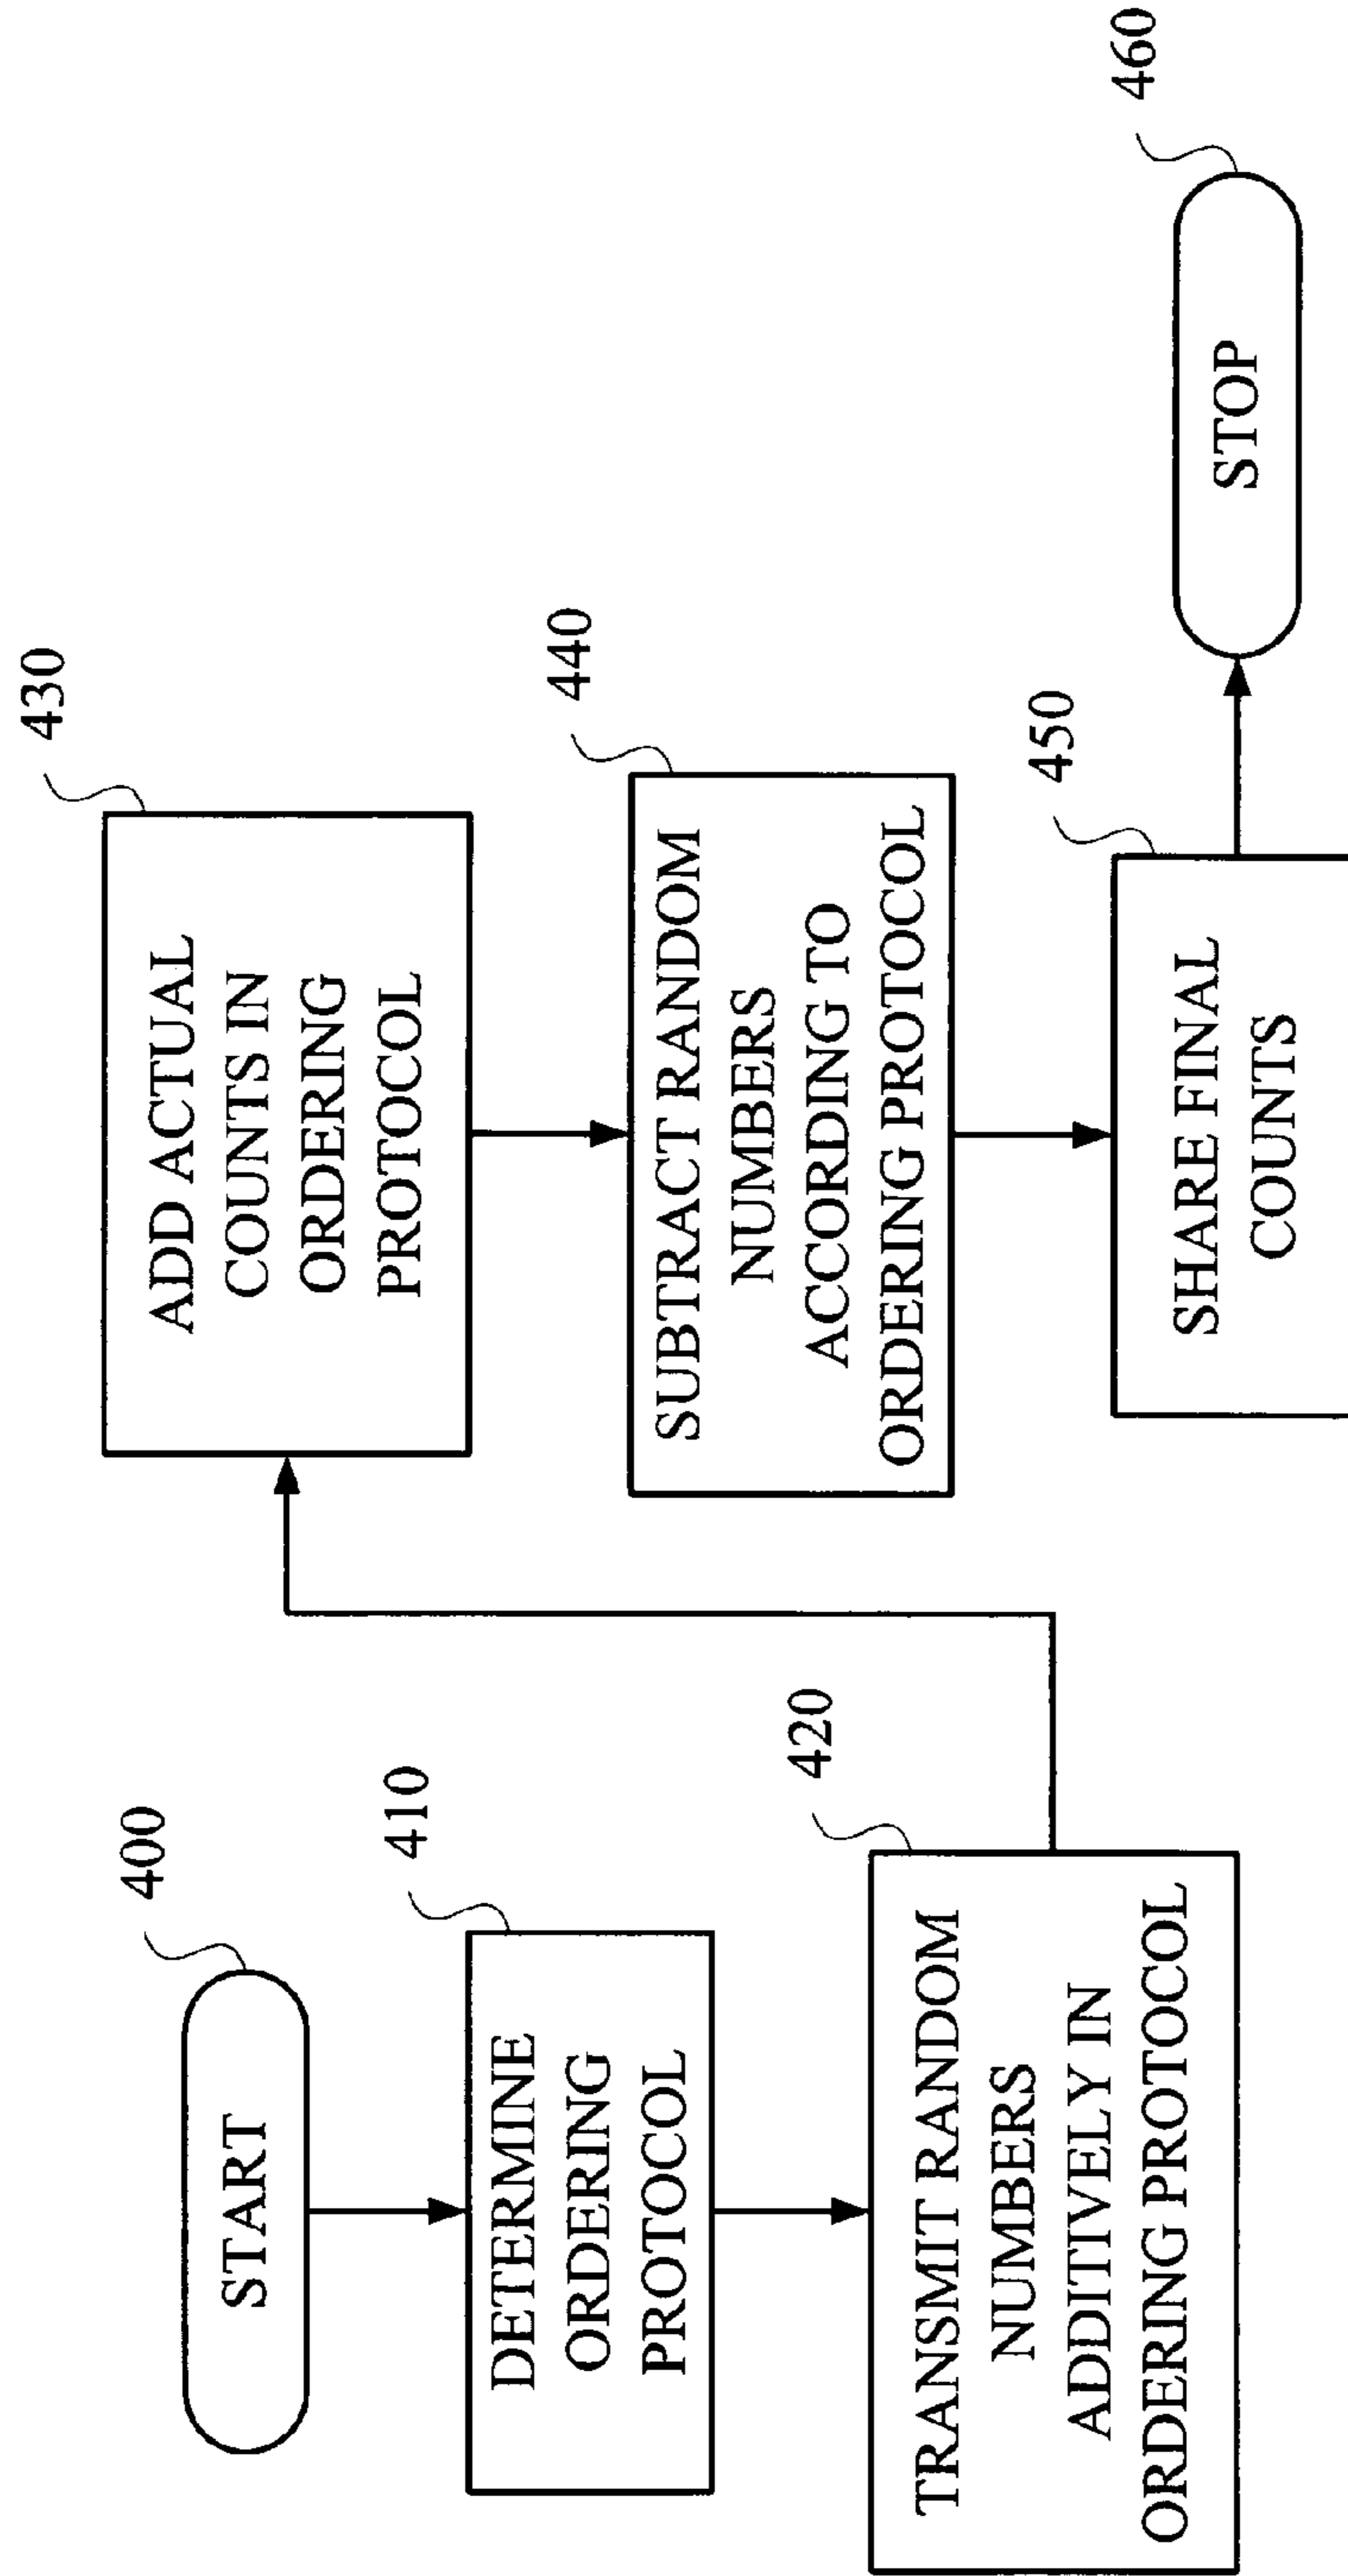 400
START
410
DETERMINE
ORDERING
PROTOCOL
420
TRANSMIT RANDOM
NUMBERS
ADDITIVELY IN
ORDERING PROTOCOL
430
ADD ACTUAL
COUNTS IN
ORDERING
PROTOCOL
440
SUBTRACT RANDOM
NUMBERS
ACCORDING TO
ORDERING PROTOCOL
450
SHARE FINAL
COUNTS
460
STOP